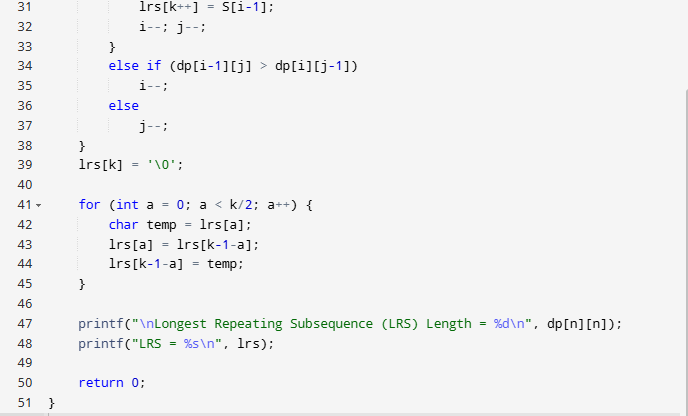 31             lrs[k++] = S[i-1];
32             i--; j--;
33         }
34         else if (dp[i-1][j] > dp[i][j-1])
35             i--;
36         else
37             j--;
38     }
39     lrs[k] = '\0';
40
41     for (int a = 0; a < k/2; a++) {
42         char temp = lrs[a];
43         lrs[a] = lrs[k-1-a];
44         lrs[k-1-a] = temp;
45     }
46
47     printf("\nLongest Repeating Subsequence (LRS) Length = %d\n", dp[n][n]);
48     printf("LRS = %s\n", lrs);
49
50     return 0;
51 }